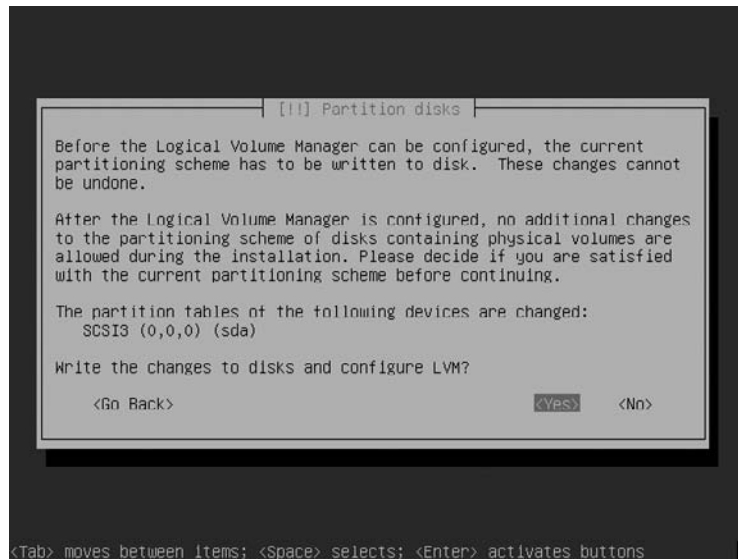 [!!] Partition disks
Before the Logical Volume Manager can be configured, the current
partitioning scheme has to be written to disk.  These changes cannot
be undone.
After the Logical Volume Manager is configured, no additional changes
to the partitioning scheme of disks containing physical volumes are
allowed during the installation. Please decide if you are satisfied
with the current partitioning scheme before continuing.
The partition tables of the following devices are changed:
SCSI3 (0,0,0) (sda)
Write the changes to disks and configure LVM?
<Go Back> <Yes> <No>
<Tab> moves between items; <Space> selects; <Enter> activates buttons